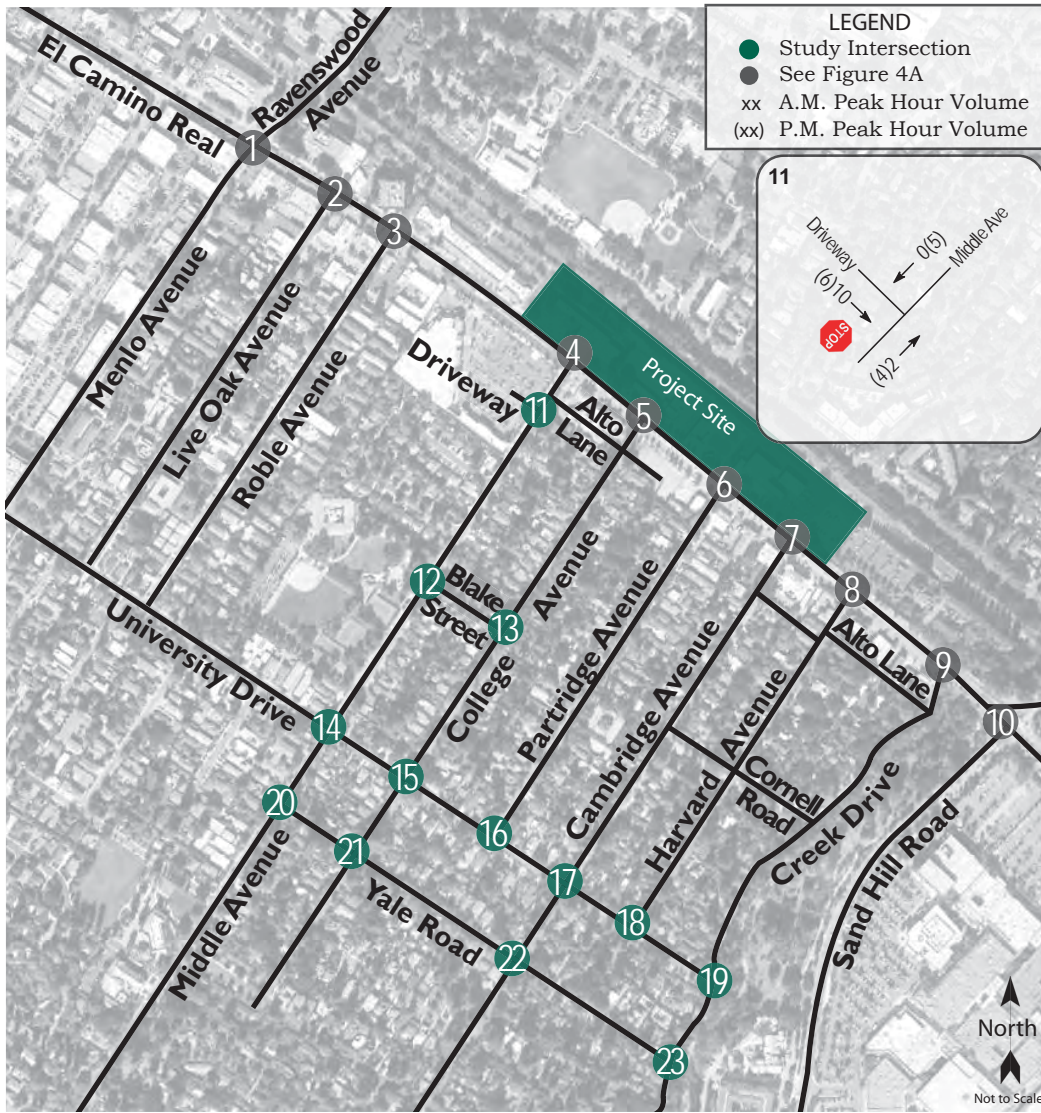 LEGEND
Study Intersection
See Figure 4A
xx A.M. Peak Hour Volume
(xx) P.M. Peak Hour Volume
El Camino Real
Ravenswood
Avenue
1
2
3
11
Driveway
Middle Ave
0(5)
(6)10
STOP
(4)2
Menlo Avenue
Live Oak Avenue
Roble Avenue
Driveway
4
Project Site
11
Alto
Lane
5
6
7
8
9
10
12
Blake
Street
13
College
Avenue
Partridge Avenue
Cambridge Avenue
Harvard
Avenue
Alto Lane
Cornell
Road
Creek Drive
Sand Hill Road
University Drive
14
15
16
17
18
19
20
21
22
23
Middle Avenue
Yale Road
North
Not to Scale